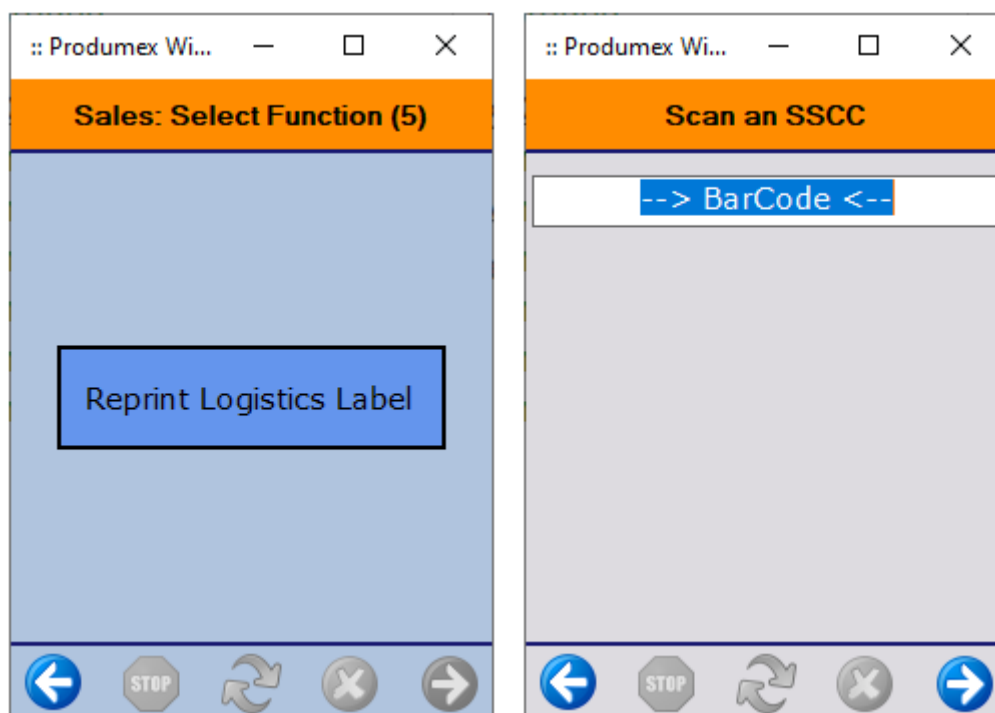 :: Produmex Wi...
Sales: Select Function (5)
Reprint Logistics Label
STOP
:: Produmex Wi...
Scan an SSCC
--> BarCode <--
STOP